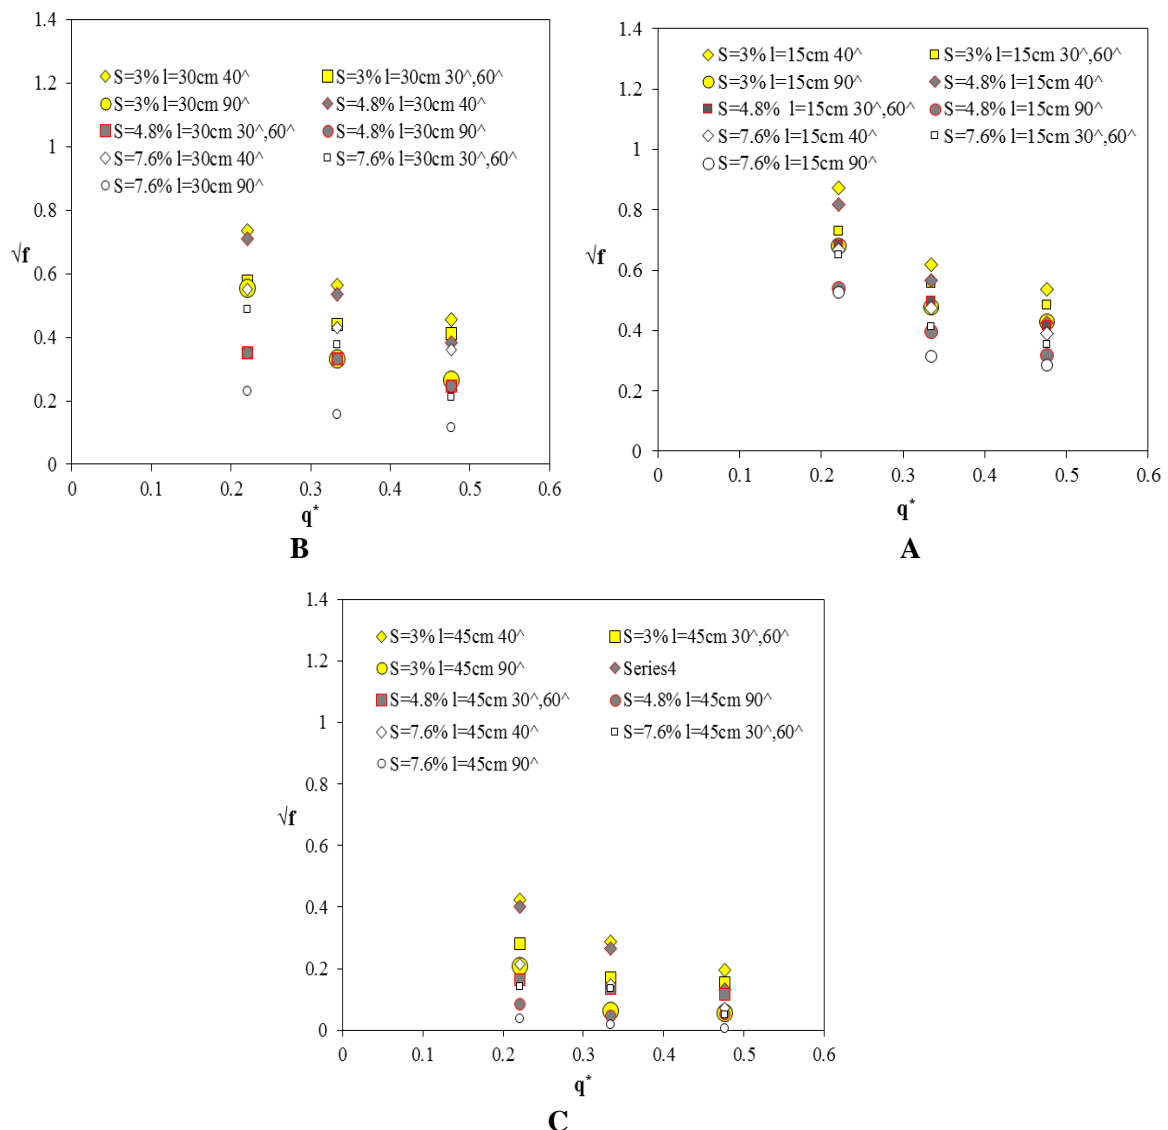 1.4
1.2
1
0.8
0.6
0.4
0.2
0
√f
S=3% l=30cm 40^
S=3% l=30cm 30^,60^
S=3% l=30cm 90^
S=4.8% l=30cm 40^
S=4.8% l=30cm 30^,60^
S=4.8% l=30cm 90^
S=7.6% l=30cm 40^
S=7.6% l=30cm 30^,60^
S=7.6% l=30cm 90^
0 0.1 0.2 0.3 0.4 0.5 0.6
q*
B
1.4
1.2
1
0.8
0.6
0.4
0.2
0
√f
S=3% l=15cm 40^
S=3% l=15cm 30^,60^
S=3% l=15cm 90^
S=4.8% l=15cm 40^
S=4.8% l=15cm 30^,60^
S=4.8% l=15cm 90^
S=7.6% l=15cm 40^
S=7.6% l=15cm 30^,60^
S=7.6% l=15cm 90^
0 0.1 0.2 0.3 0.4 0.5 0.6
q*
A
1.4
1.2
1
0.8
0.6
0.4
0.2
0
√f
S=3% l=45cm 40^
S=3% l=45cm 30^,60^
S=3% l=45cm 90^
Series4
S=4.8% l=45cm 30^,60^
S=4.8% l=45cm 90^
S=7.6% l=45cm 40^
S=7.6% l=45cm 30^,60^
S=7.6% l=45cm 90^
0 0.1 0.2 0.3 0.4 0.5 0.6
q*
C